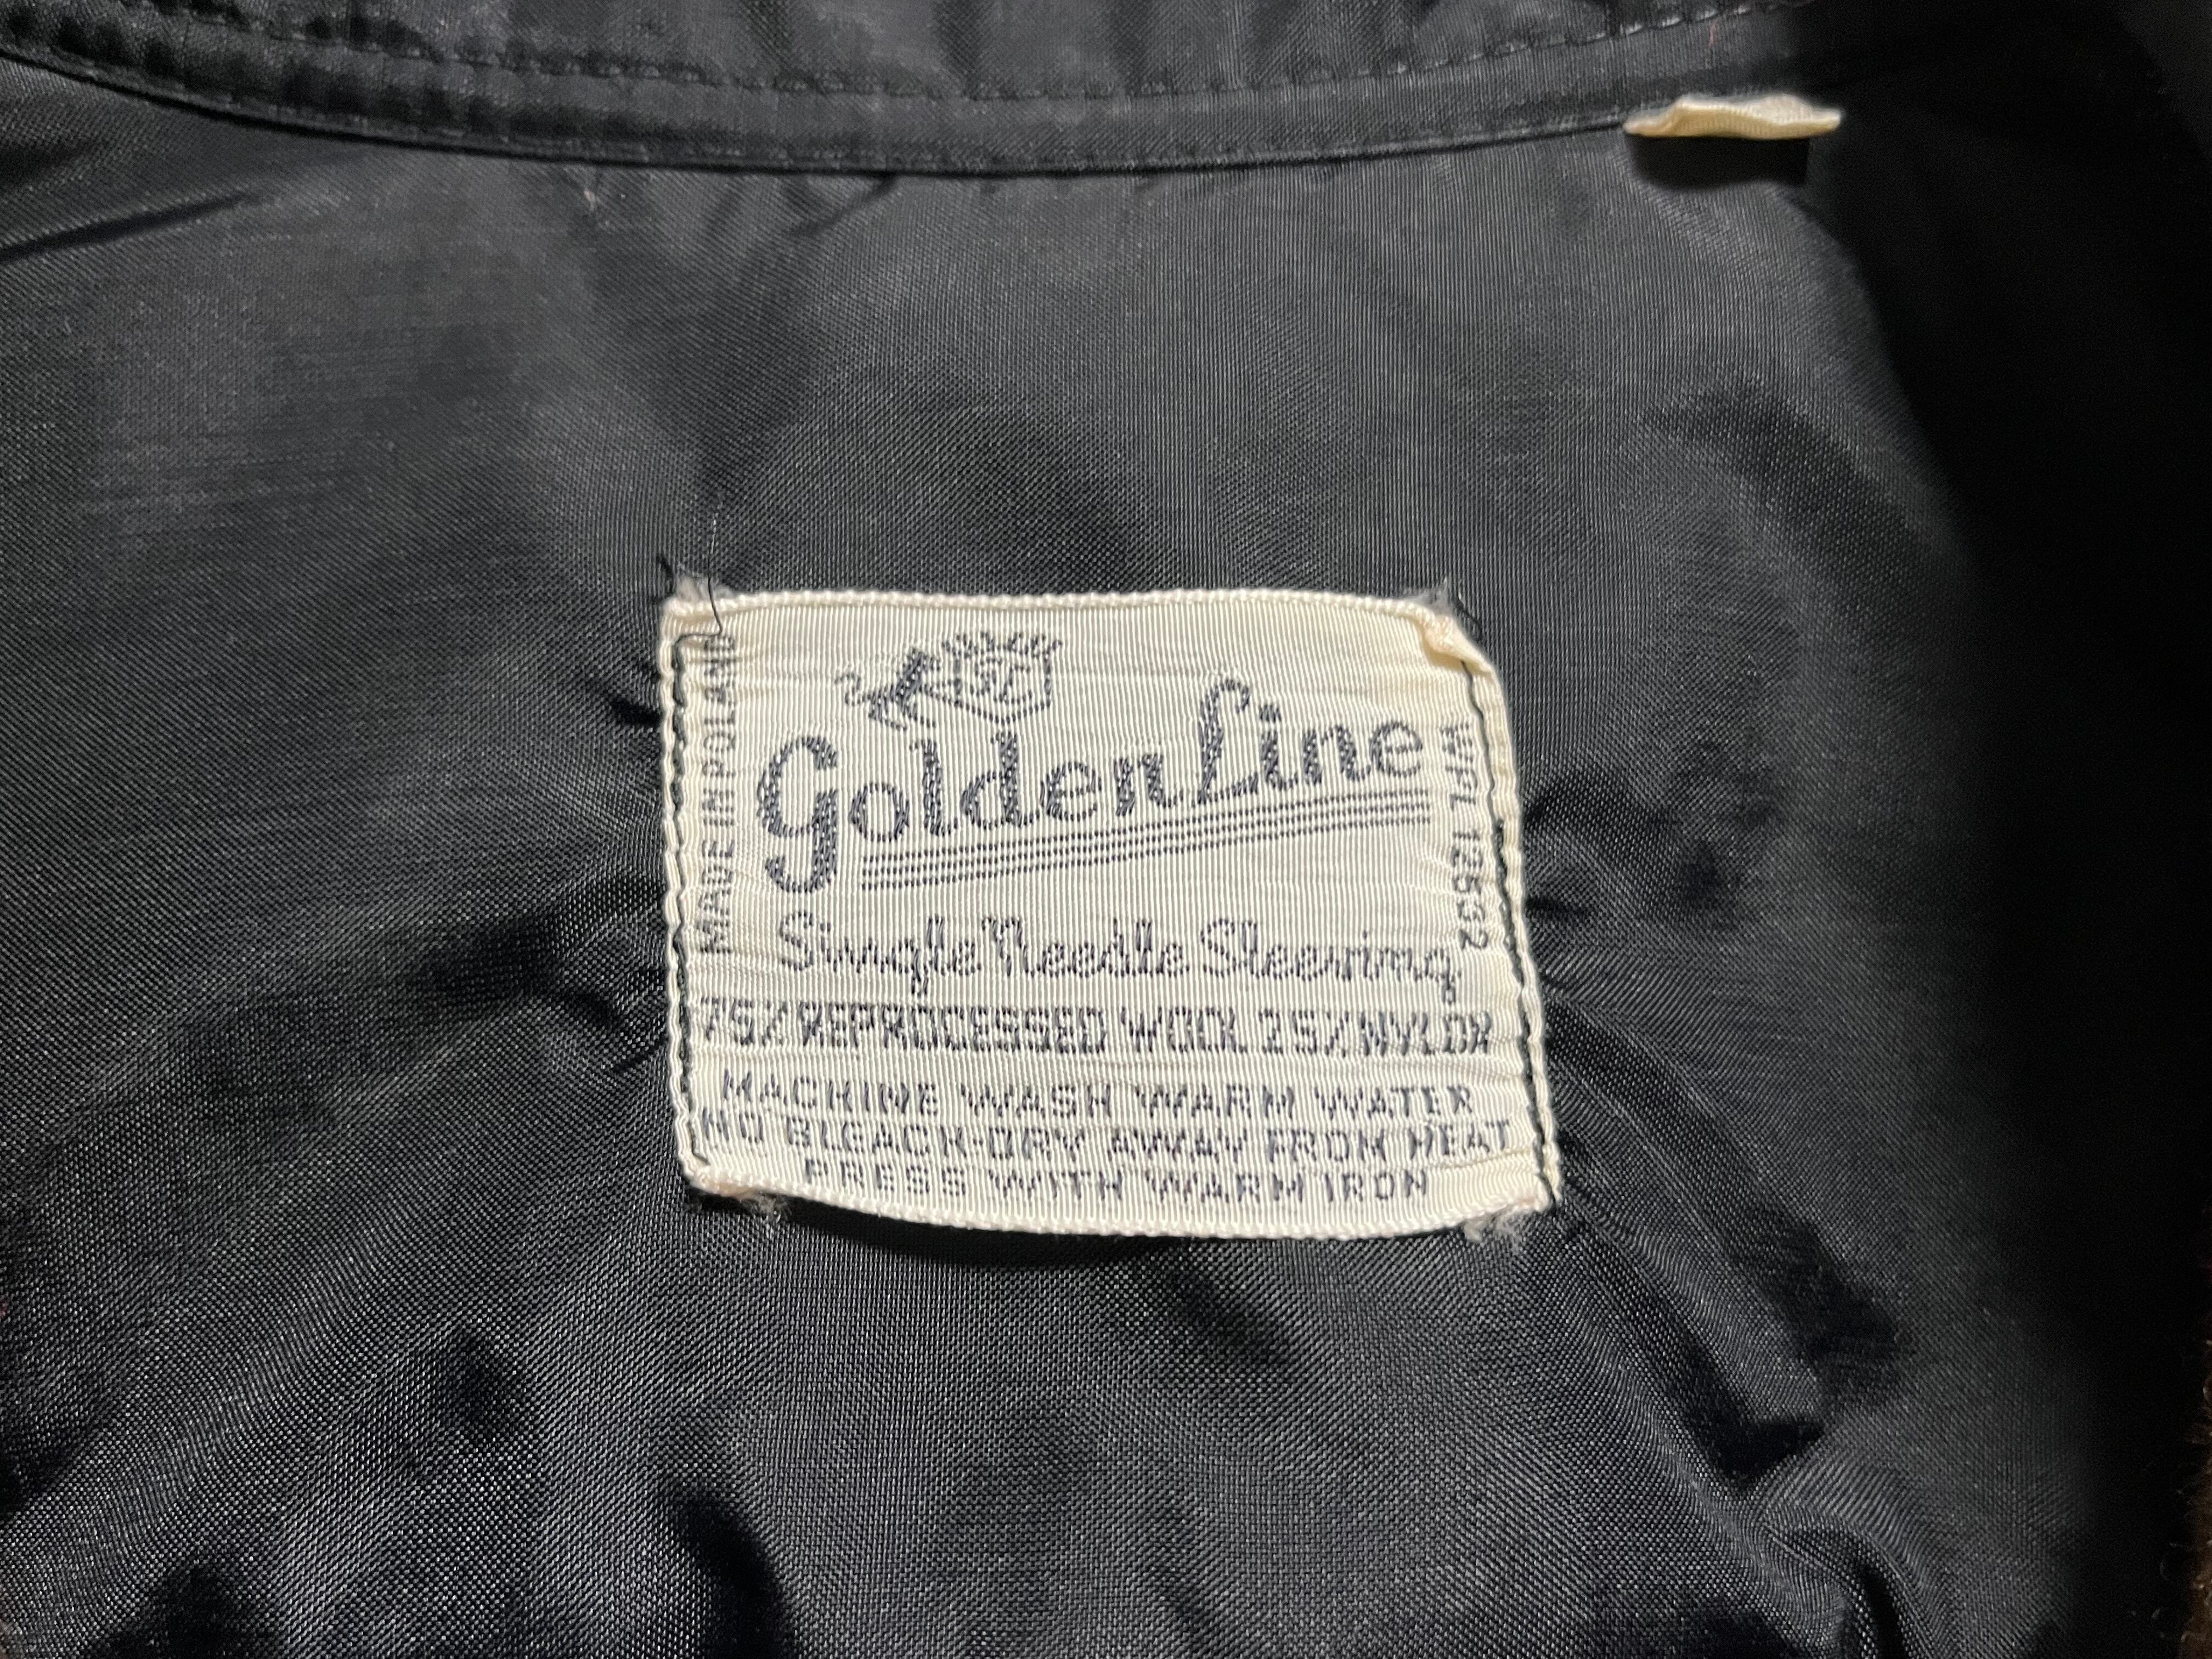 SL
MADE IN POLAND
Golden Line
WPL 12532
Single Needle Sleeving
75% REPROCESSED WOOL 25% NYLON
MACHINE WASH WARM WATER
NO BLEACH-DRY AWAY FROM HEAT
PRESS WITH WARM IRON